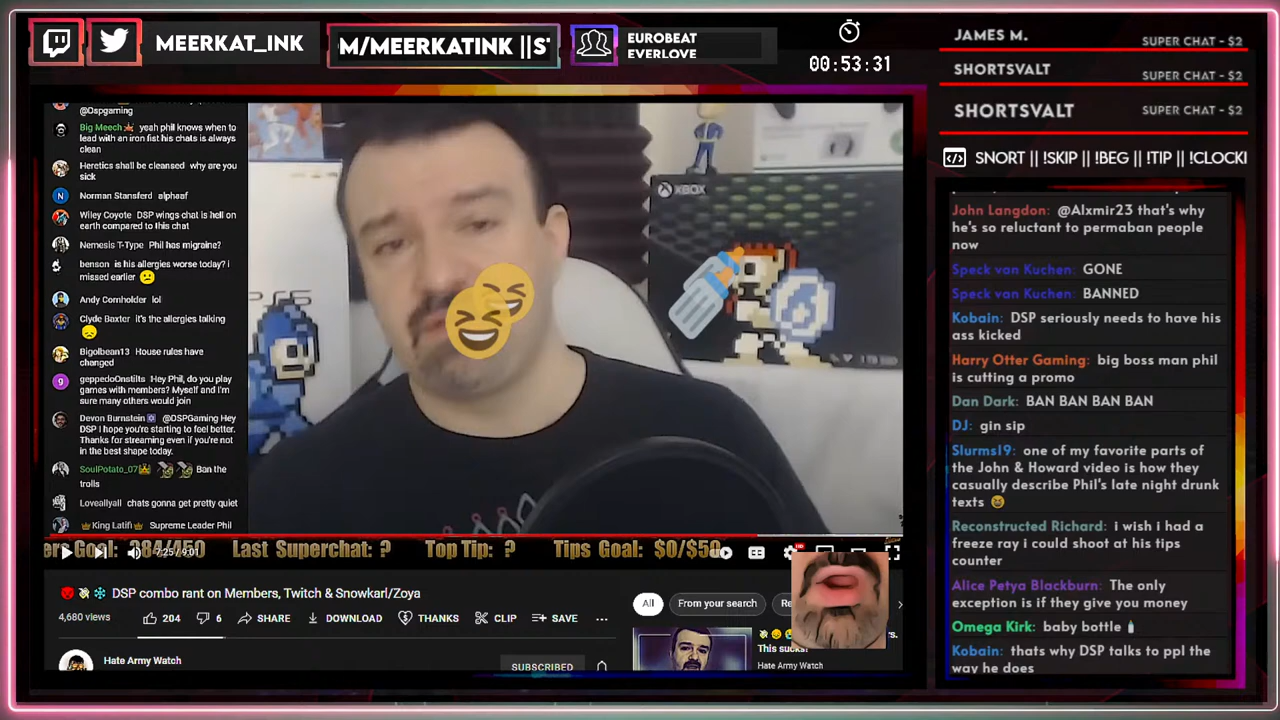 MEERKAT_INK
M/MEERKATINK ||S
EUROBEAT
EVERLOVE
00:53:31
JAMES M.
SUPER CHAT - $2
SHORTSVALT
SUPER CHAT - $2
SHORTSVALT
SUPER CHAT - $2
SNORT || !SKIP || !BEG || !TIP || !CLOCKI
@Dspgaming
Big Meech yeah phil knows when to
lead with an iron fist his chats is always
clean
Heretics shall be cleansed why are you
sick
N
Norman Stansferd alphaaf
Wiley Coyote DSP wings chat is hell on
earth compared to this chat
Nemesis T-Type Phil has migraine?
benson is his allergies worse today? i
missed earlier
Andy Cornholder lol
Clyde Baxter it's the allergies talking
Bigolbean13 House rules have
changed
9
geppedoOnstilts Hey Phil, do you play
games with members? Myself and I'm
sure many others would join
Devon Burnstein @DSPGaming Hey
DSP I hope you're starting to feel better.
Thanks for streaming even if you're not
in the best shape today.
SoulPotato_07 Ban the
trolls
Loveallyall chats gonna get pretty quiet
King Latifi Supreme Leader Phil
XBOX
John Langdon: @Alxmir23 that's why
he's so reluctant to permaban people
now
Speck van Kuchen: GONE
Speck van Kuchen: BANNED
Kobain: DSP seriously needs to have his
ass kicked
Harry Otter Gaming: big boss man phil
is cutting a promo
Dan Dark: BAN BAN BAN BAN
DJ: gin sip
Slurms19: one of my favorite parts of
the John & Howard video is how they
casually describe Phil's late night drunk
texts
Reconstructed Richard: i wish i had a
freeze ray i could shoot at his tips
counter
Alice Petya Blackburn: The only
exception is if they give you money
Omega Kirk: baby bottle
Kobain: thats why DSP talks to ppl the
way he does
ers Goal: 384/450 Last Superchat: ? Top Tip: ? Tips Goal: $0/$50
7:25 / 9:01
CC
HD
DSP combo rant on Members, Twitch & Snowkarl/Zoya
4,680 views
204
6
SHARE
DOWNLOAD
THANKS
CLIP
SAVE
All
From your search
Re
Hate Army Watch
SUBSCRIBED
rs.
This sucks!
Hate Army Watch